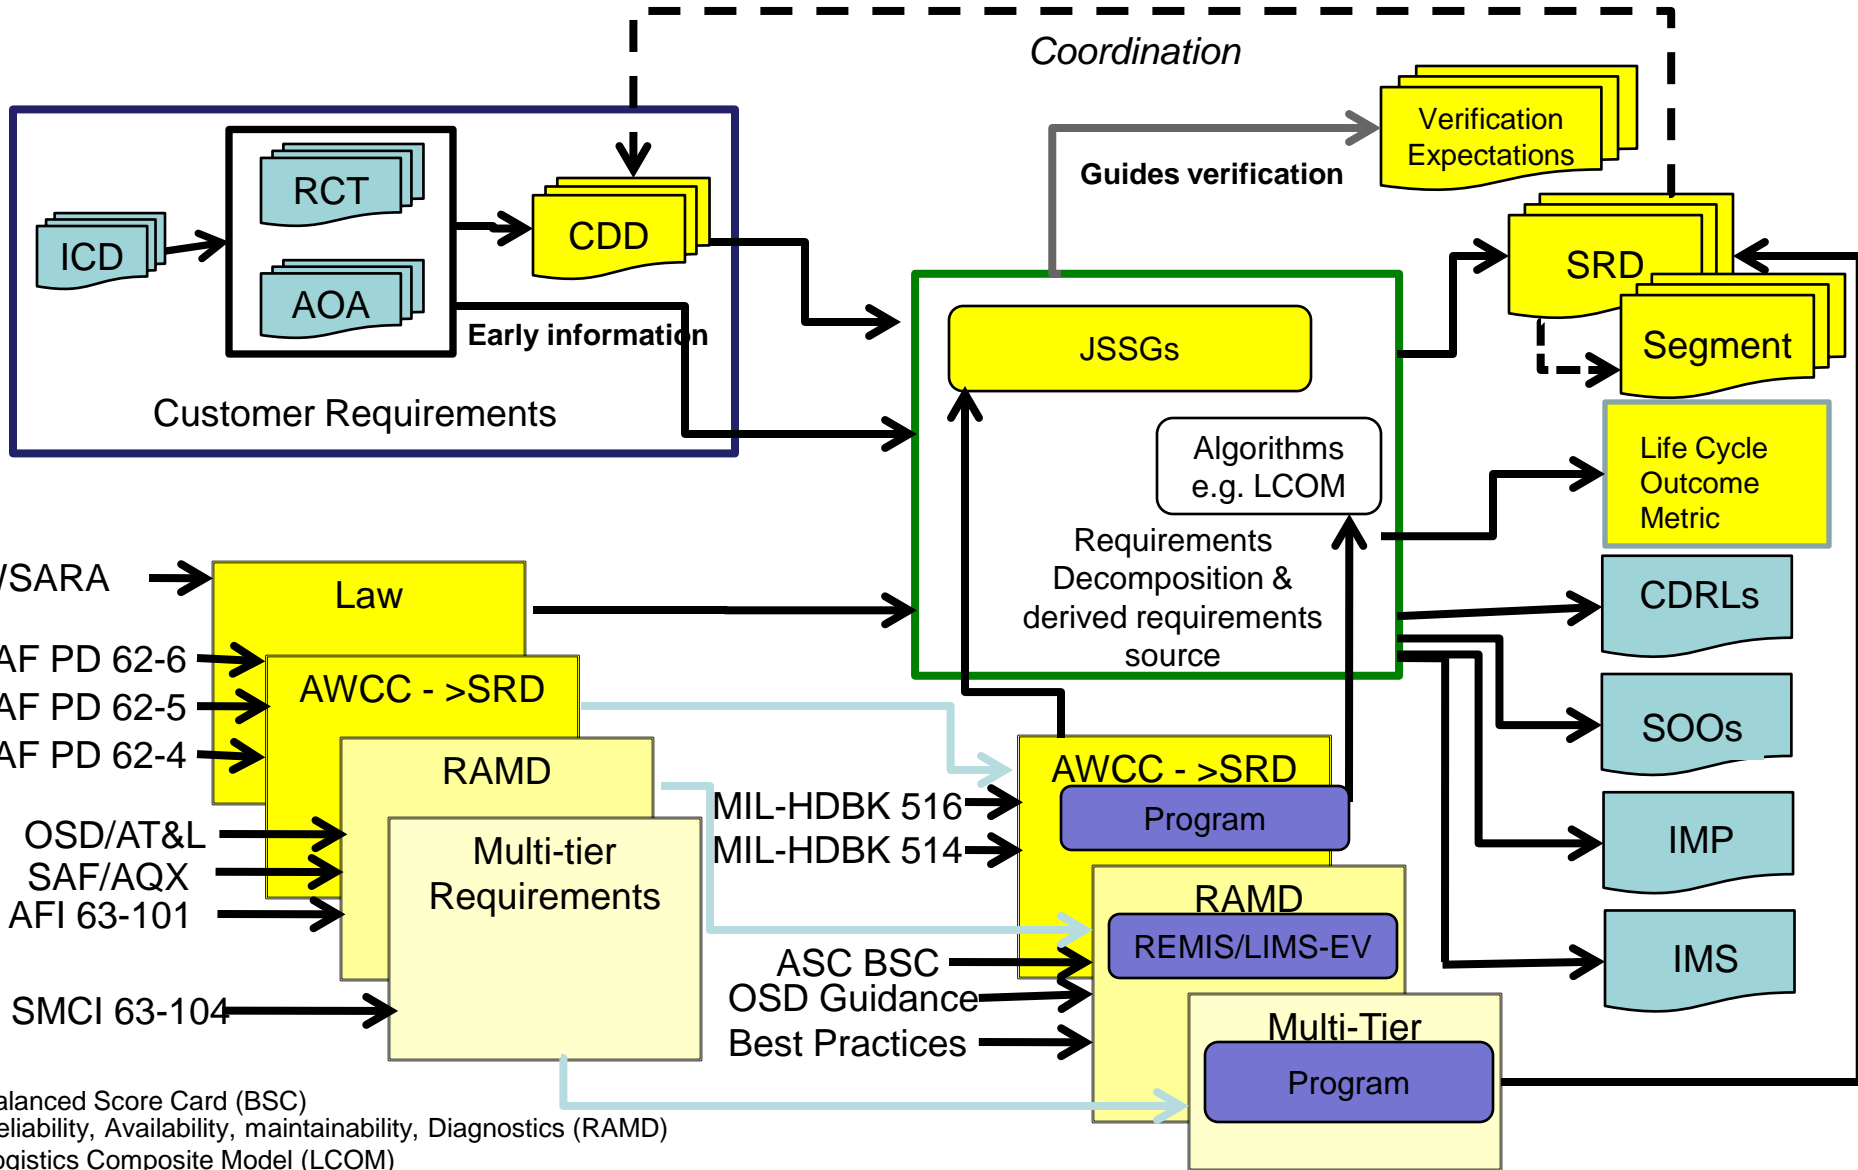 Coordination
Verification
Expectations
Guides verification
RCT
ICD
CDD
AOA
Early information
Customer Requirements
SRD
Segment
JSSGs
Algorithms
e.g. LCOM
Life Cycle
Outcome
Metric
Requirements
Decomposition &
derived requirements
source
CDRLs
SOOs
IMP
IMS
WSARA
Law
AF PD 62-6
AF PD 62-5
AF PD 62-4
AWCC - >SRD
RAMD
OSD/AT&L
SAF/AQX
AFI 63-101
Multi-tier
Requirements
SMCI 63-104
MIL-HDBK 516
MIL-HDBK 514
AWCC - >SRD
Program
RAMD
REMIS/LIMS-EV
ASC BSC
OSD Guidance
Best Practices
Multi-Tier
Program
alanced Score Card (BSC)
eliability, Availability, maintainability, Diagnostics (RAMD)
ogistics Composite Model (LCOM)